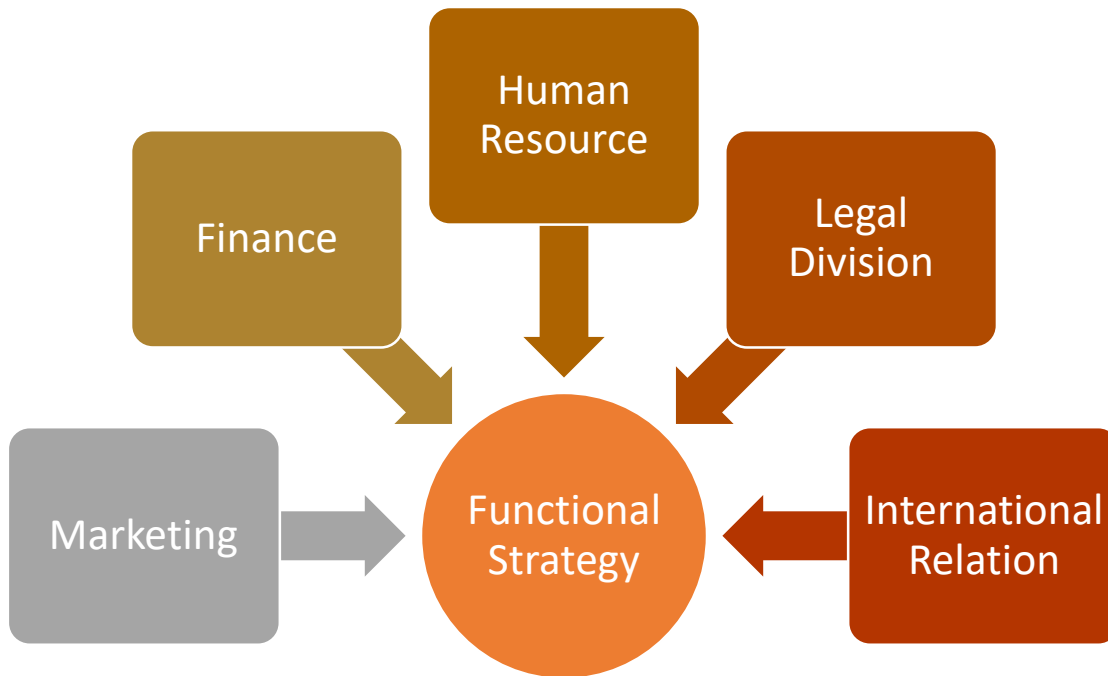 Human
Resource
Finance
Legal
Division
Marketing
Functional
Strategy
International
Relation